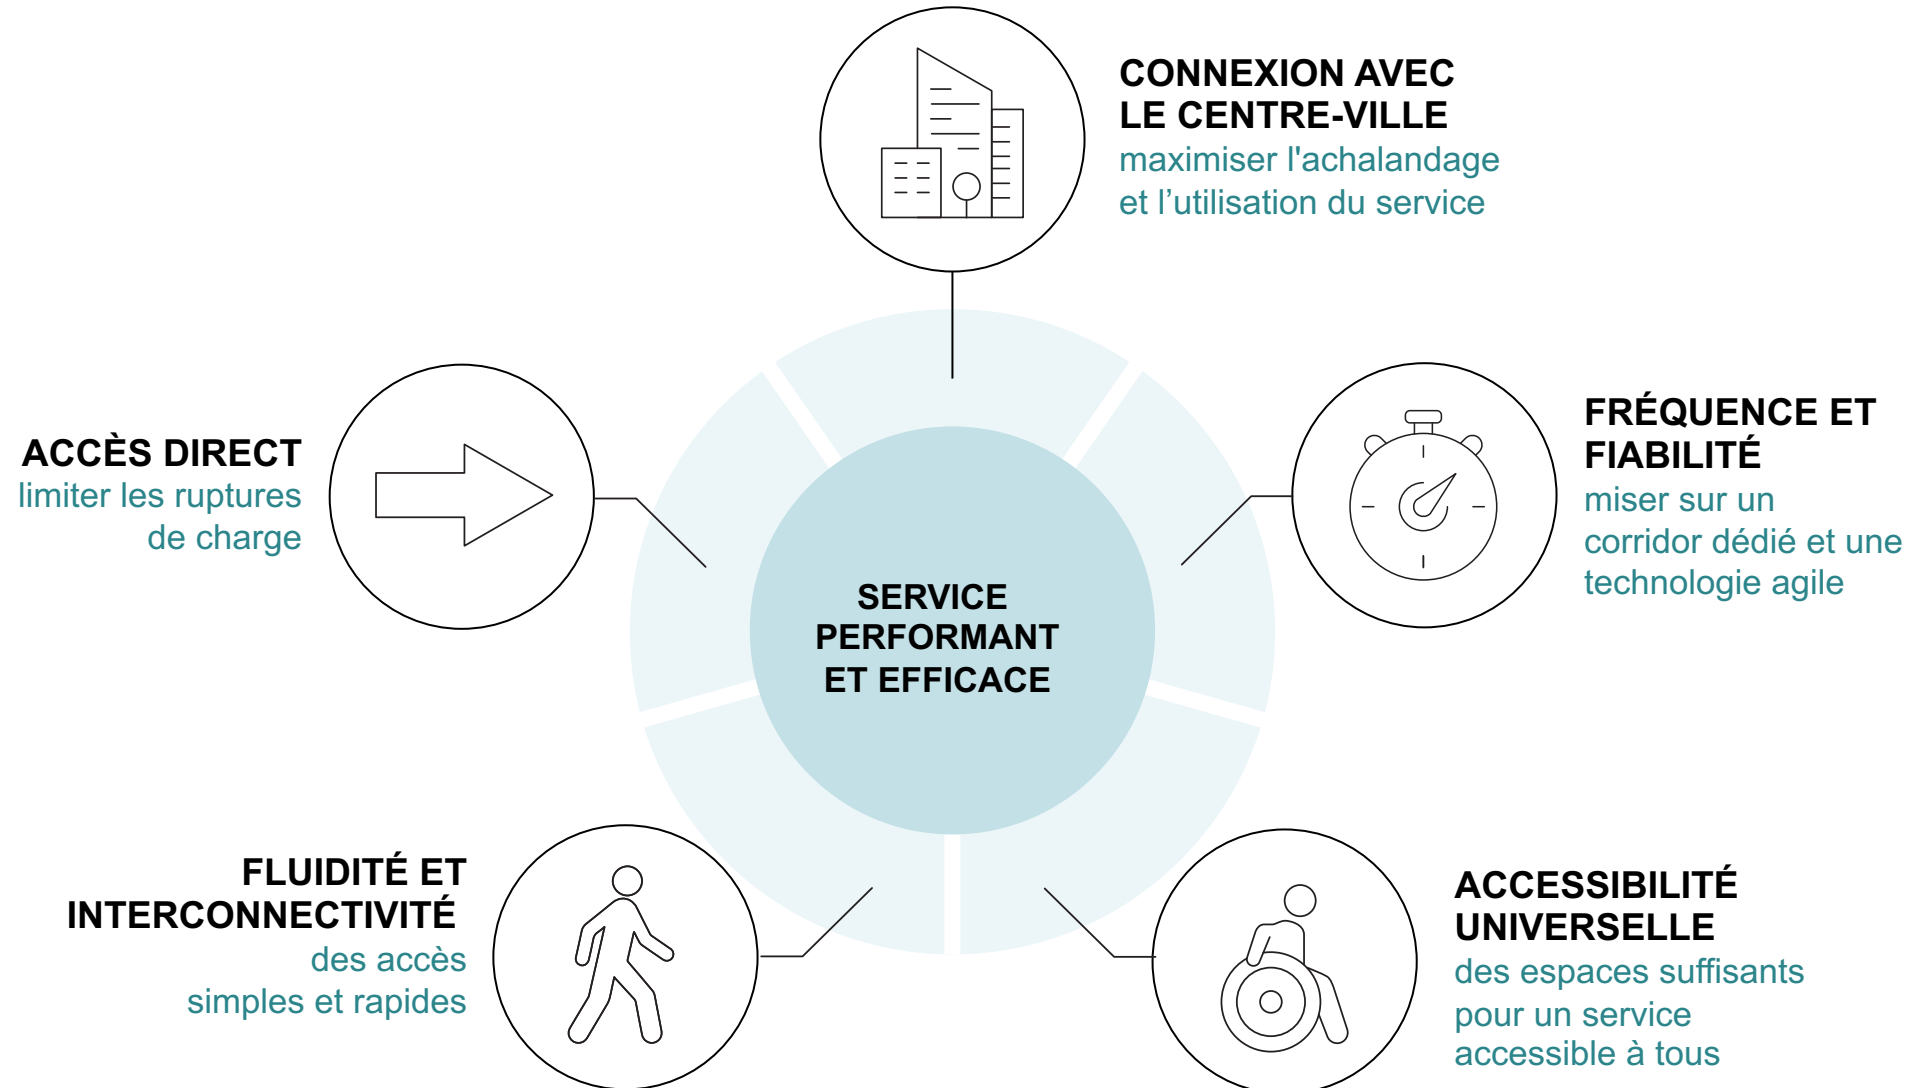 CONNEXION AVEC
LE CENTRE-VILLE
maximiser l'achalandage
et l’utilisation du service
FRÉQUENCE ET
FIABILITÉ
miser sur un
corridor dédié et une
technologie agile
ACCÈS DIRECT
limiter les ruptures
de charge
SERVICE
PERFORMANT
ET EFFICACE
FLUIDITÉ ET
INTERCONNECTIVITÉ
des accès
simples et rapides
ACCESSIBILITÉ
UNIVERSELLE
des espaces suffisants
pour un service
accessible à tous